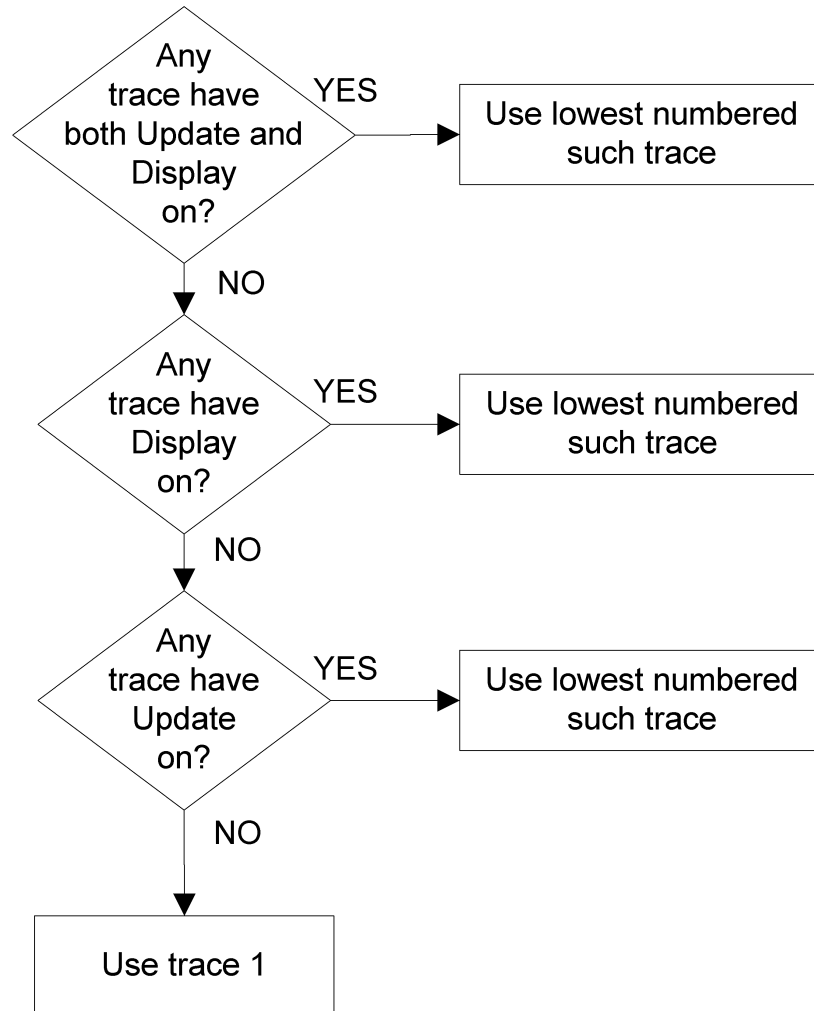 Any
trace have
both Update and
Display
on?
YES
Use lowest numbered
such trace
NO
Any
trace have
Display
on?
YES
Use lowest numbered
such trace
NO
Any
trace have
Update
on?
YES
Use lowest numbered
such trace
NO
Use trace 1